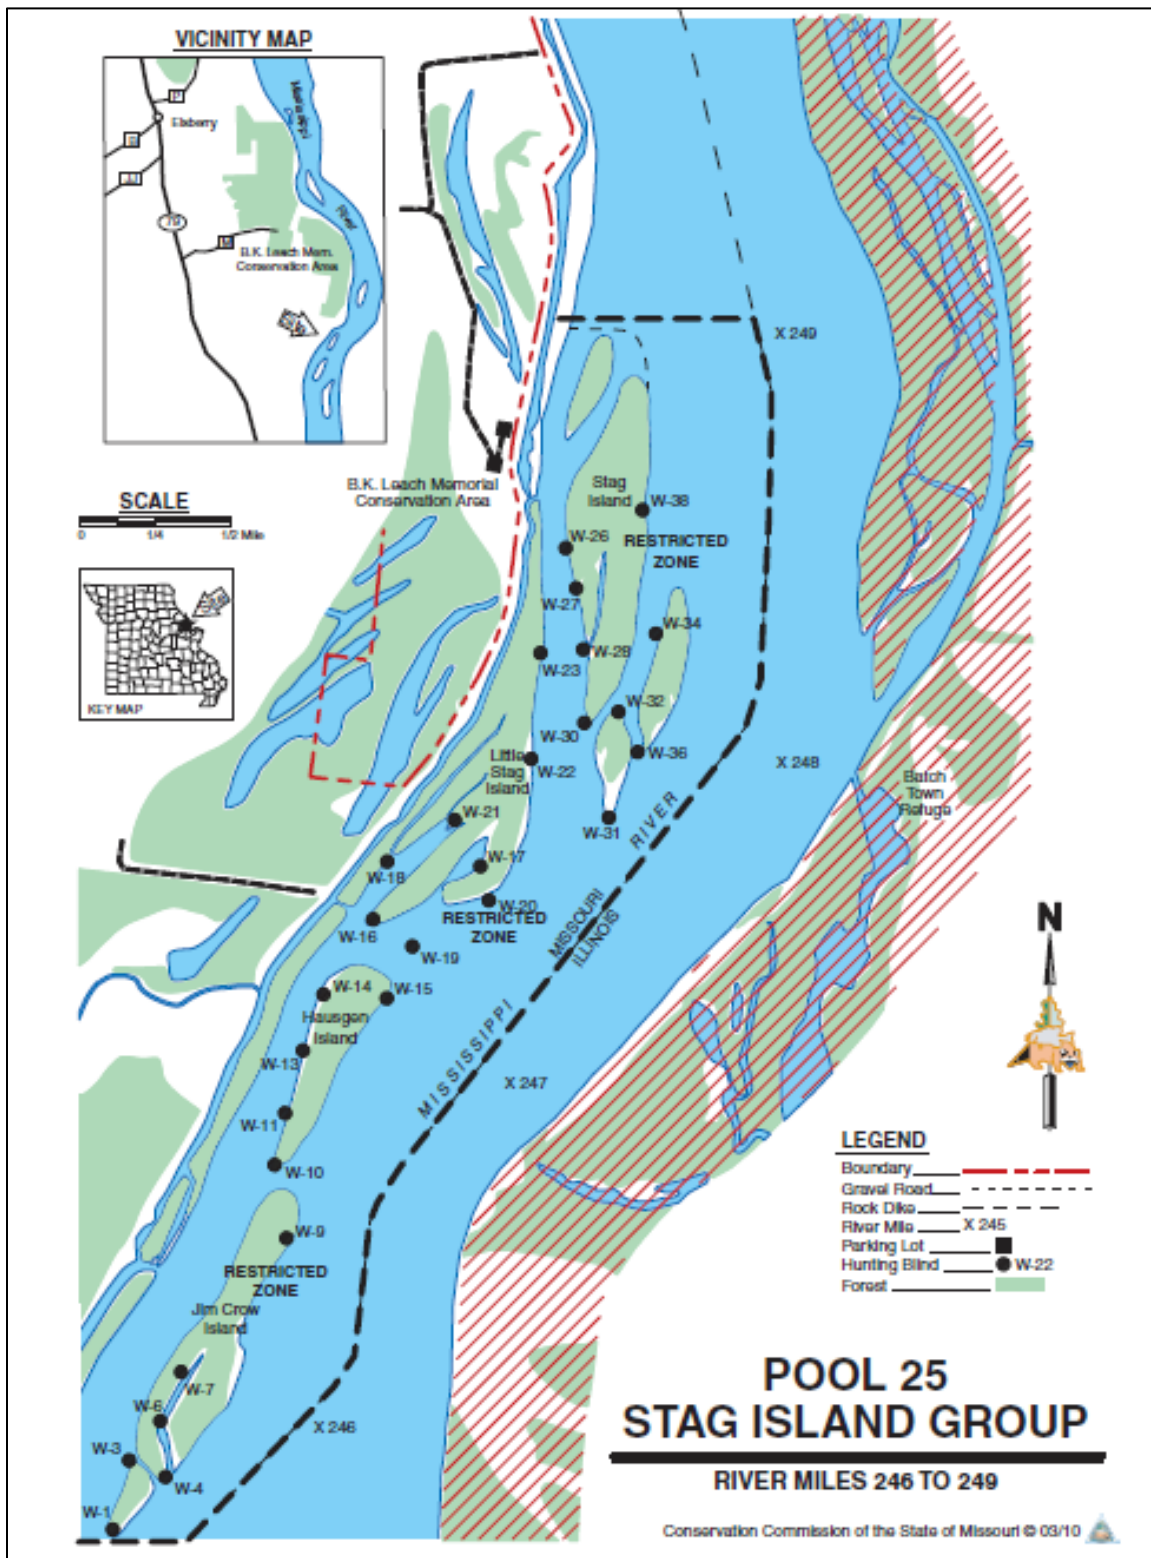 VICINITY MAP
Mississippi
P
Elsberry
B
JJ
79
River
M
B.K. Leach Mem.
Conservation Area
X 249
B.K. Leach Memorial
Conservation Area
SCALE
0 1/4 1/2 Mile
Stag
Island
W-38
W-26
RESTRICTED
ZONE
W-27
W-34
W-28
W-23
KEY MAP
W-32
W-30
W-36
Little
Stag
Island
W-22
X 248
Batch
Town
Refuge
W-21
W-31
W-17
W-18
W-20
RESTRICTED
ZONE
W-16
W-19
MISSISSIPPI RIVER
MISSOURI
ILLINOIS
N
W-14
W-15
Hausgen
Island
W-13
X 247
W-11
W-10
LEGEND
Boundary
Gravel Road
Rock Dike
River Mile X 245
Parking Lot
Hunting Blind W-22
Forest
W-9
RESTRICTED
ZONE
Jim Crow
Island
W-7
W-6
X 246
W-3
W-4
W-1
POOL 25
STAG ISLAND GROUP
RIVER MILES 246 TO 249
Conservation Commission of the State of Missouri © 03/10